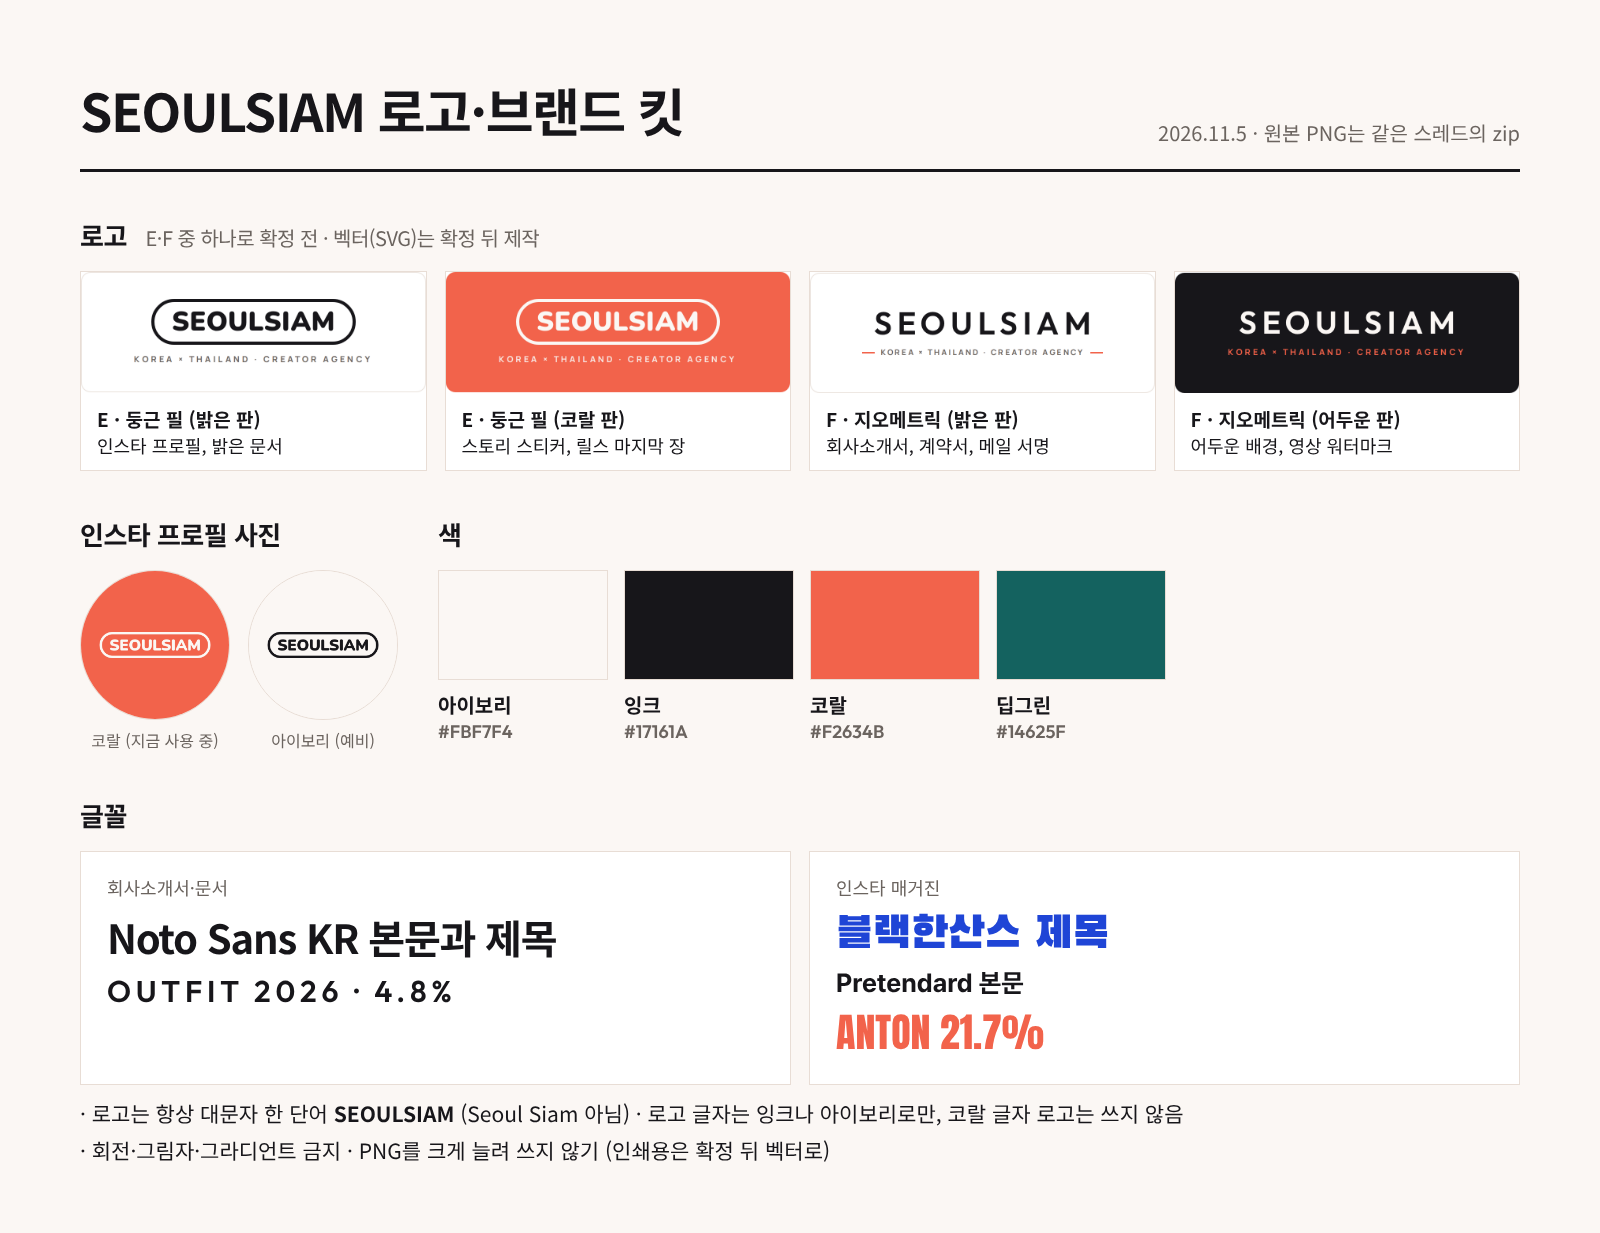 SEOULSIAM 로고·브랜드 킷
2026.11.5 · 원본 PNG는 같은 스레드의 zip
로고 E·F 중 하나로 확정 전 · 벡터(SVG)는 확정 뒤 제작
SEOULSIAM
KOREA × THAILAND · CREATOR AGENCY
E · 둥근 필 (밝은 판)
인스타 프로필, 밝은 문서
SEOULSIAM
KOREA × THAILAND · CREATOR AGENCY
E · 둥근 필 (코랄 판)
스토리 스티커, 릴스 마지막 장
SEOULSIAM
KOREA × THAILAND · CREATOR AGENCY
F · 지오메트릭 (밝은 판)
회사소개서, 계약서, 메일 서명
SEOULSIAM
KOREA × THAILAND · CREATOR AGENCY
F · 지오메트릭 (어두운 판)
어두운 배경, 영상 워터마크
인스타 프로필 사진
SEOULSIAM
코랄 (지금 사용 중)
SEOULSIAM
아이보리 (예비)
색
아이보리
#FBF7F4
잉크
#17161A
코랄
#F2634B
딥그린
#14625F
글꼴
회사소개서·문서
Noto Sans KR 본문과 제목
OUTFIT 2026 · 4.8%
인스타 매거진
블랙한산스 제목
Pretendard 본문
ANTON 21.7%
· 로고는 항상 대문자 한 단어 SEOULSIAM (Seoul Siam 아님) · 로고 글자는 잉크나 아이보리로만, 코랄 글자 로고는 쓰지 않음
· 회전·그림자·그라디언트 금지 · PNG를 크게 늘려 쓰지 않기 (인쇄용은 확정 뒤 벡터로)